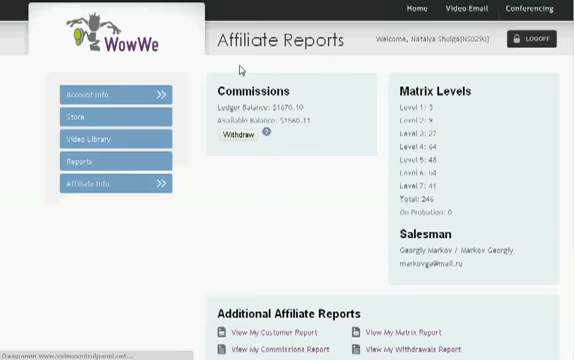 Home Video Email Conferencing
WowWe
Affiliate Reports
Welcome, Natalya Shulga(NS0290)
LOGOFF
Account Info
Store
Video Library
Reports
Affiliate Info
Commissions
Ledger Balance: $1670.10
Available Balance: $1560.11
Withdraw ?
Matrix Levels
Level 1: 3
Level 2: 9
Level 3: 27
Level 4: 64
Level 5: 48
Level 6: 54
Level 7: 41
Total: 246
On Probation: 0
Salesman
Georgiy Markov / Markov Georgiy
markovga@mail.ru
Additional Affiliate Reports
View My Customer Report
View My Matrix Report
View My Commissions Report
View My Withdrawals Report
Ожидание